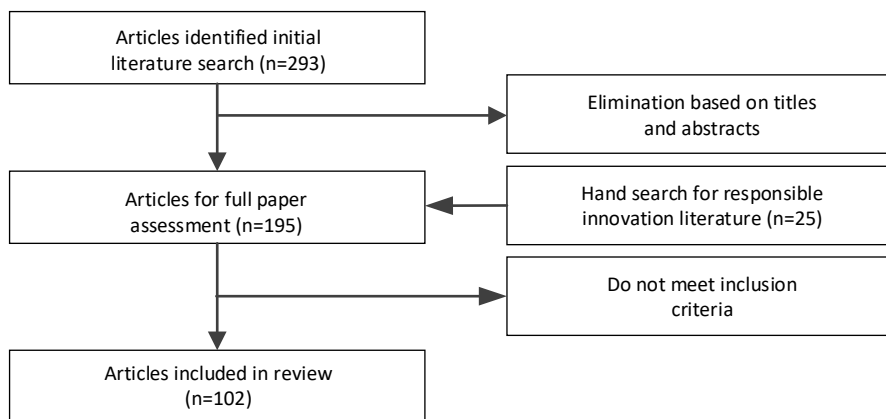 Articles identified initial
literature search (n=293)
Elimination based on titles
and abstracts
Articles for full paper
assessment (n=195)
Hand search for responsible
innovation literature (n=25)
Do not meet inclusion
criteria
Articles included in review
(n=102)